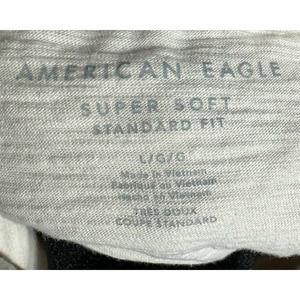 AMERICAN EAGLE
SUPER SOFT
STANDARD FIT
L/G/G
Made in Vietnam
Fabriqué au Vietnam
Hecho en Vietnam
TRÈS DOUX
COUPE STANDARD